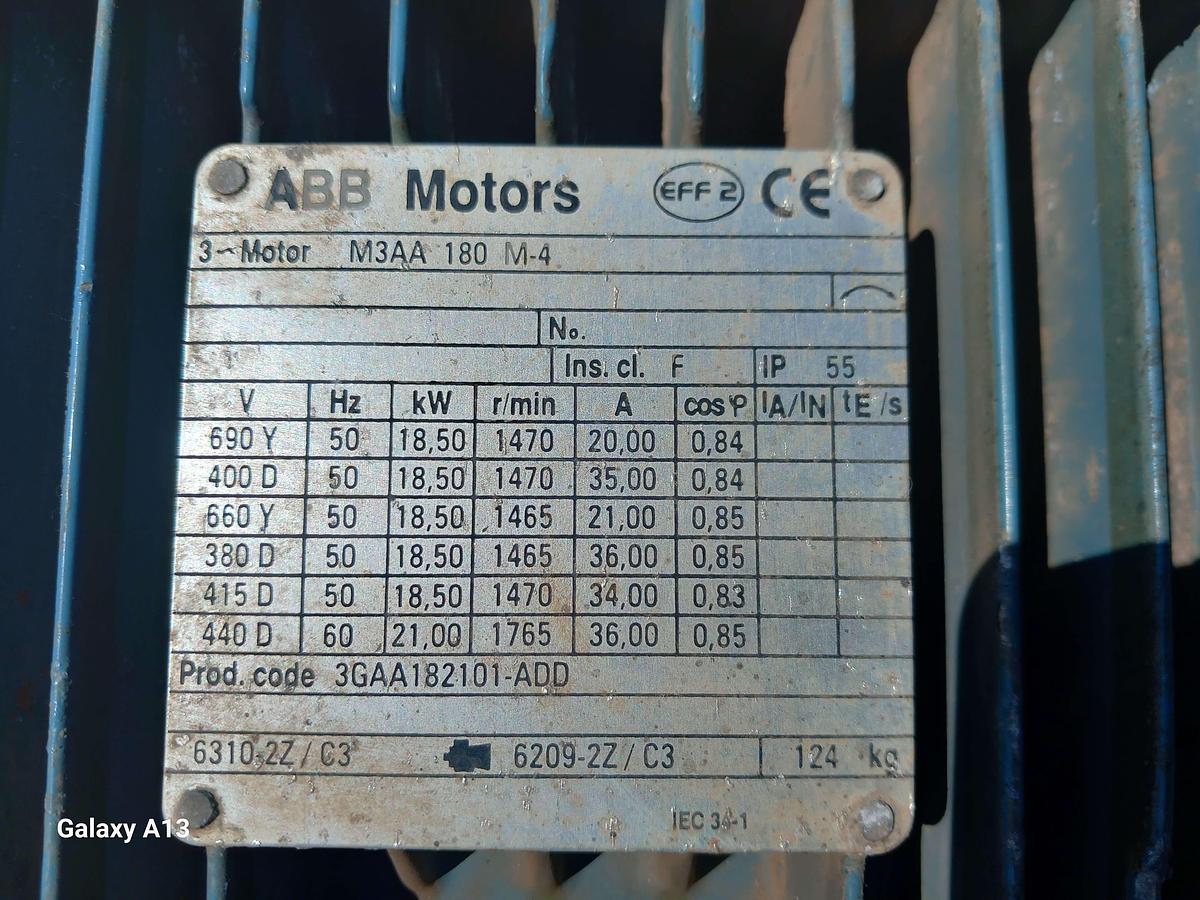 ABB Motors EFF 2 CE
3~Motor M3AA 180 M-4
No.
Ins. cl. F IP 55
V Hz kW r/min A cos φ IA/IN tE/s
690 Y 50 18,50 1470 20,00 0,84
400 D 50 18,50 1470 35,00 0,84
660 Y 50 18,50 1465 21,00 0,85
380 D 50 18,50 1465 36,00 0,85
415 D 50 18,50 1470 34,00 0,83
440 D 60 21,00 1765 36,00 0,85
Prod. code 3GAA182101-ADD
6310-2Z / C3 6209-2Z / C3 124 kg
IEC 34-1
Galaxy A13